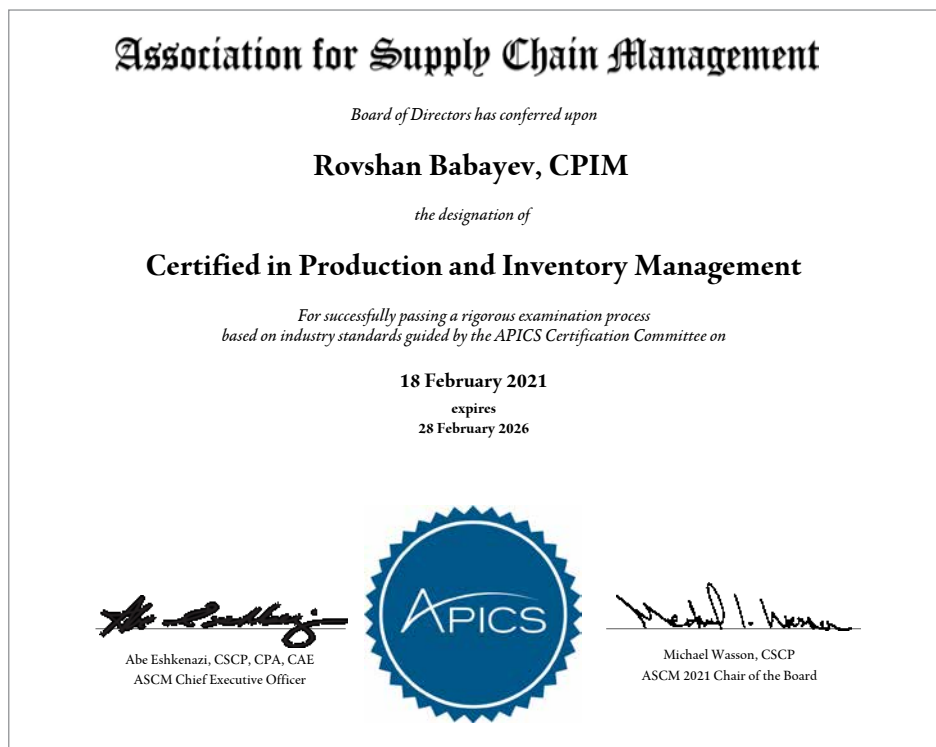 Association for Supply Chain Management
Board of Directors has conferred upon
Rovshan Babayev, CPIM
the designation of
Certified in Production and Inventory Management
For successfully passing a rigorous examination process
based on industry standards guided by the APICS Certification Committee on
18 February 2021
expires
28 February 2026
APICS
Abe Eshkenazi, CSCP, CPA, CAE
ASCM Chief Executive Officer
Michael Wasson, CSCP
ASCM 2021 Chair of the Board